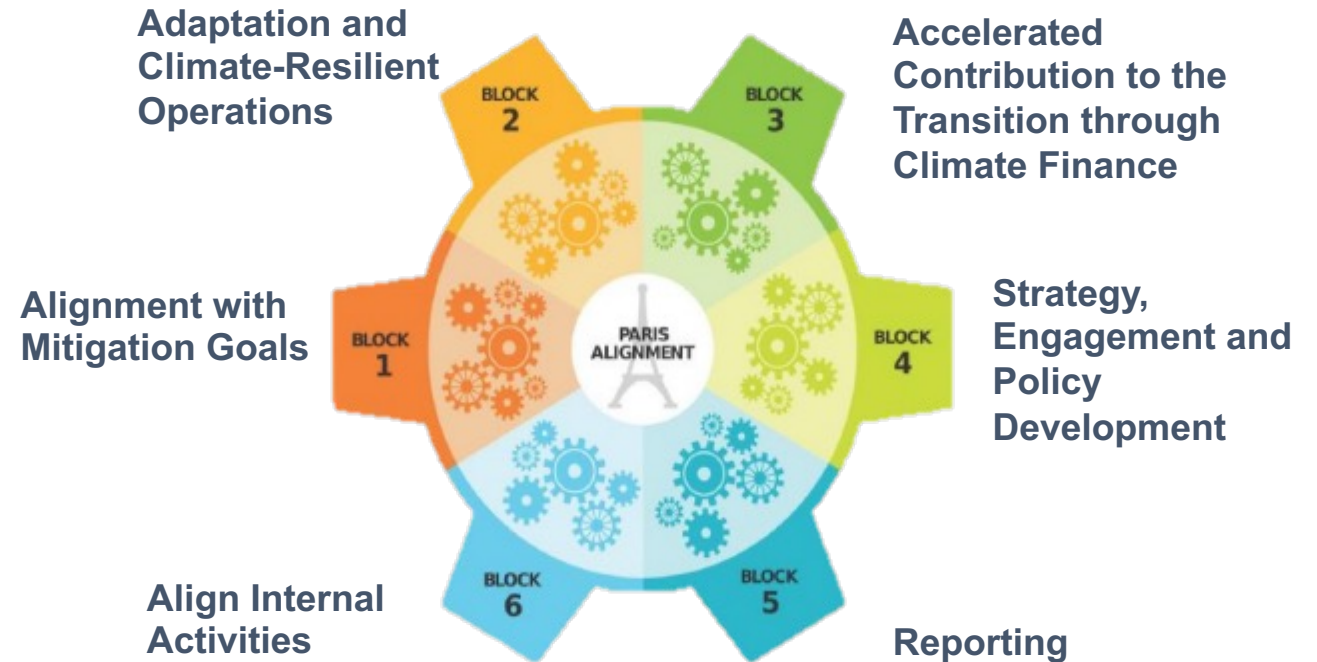 Adaptation and
Climate-Resilient
Operations
BLOCK
2
BLOCK
3
Accelerated
Contribution to the
Transition through
Climate Finance
Alignment with
Mitigation Goals
BLOCK
1
PARIS
ALIGNMENT
BLOCK
4
Strategy,
Engagement and
Policy
Development
Align Internal
Activities
BLOCK
6
BLOCK
5
Reporting